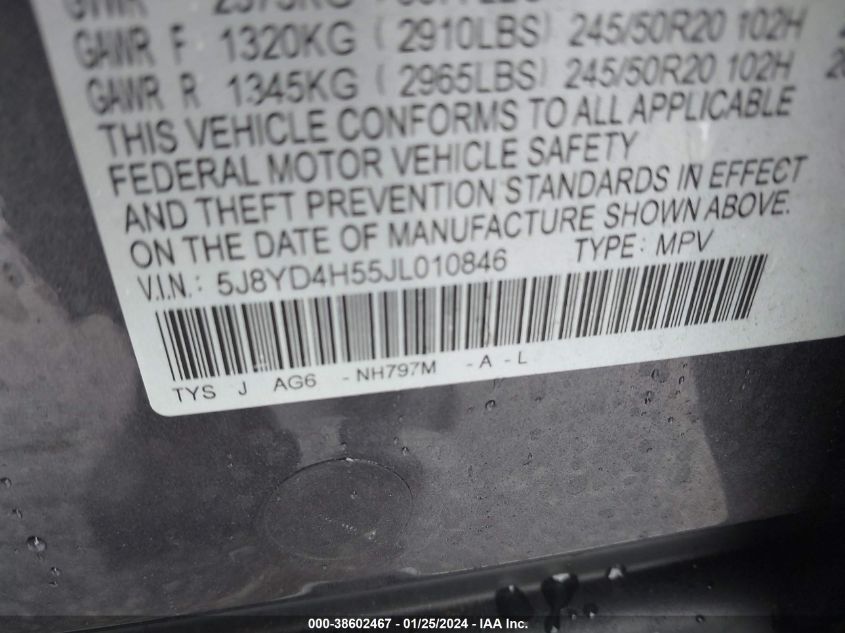 GAWR F 1320KG ( 2910LBS) 245/50R20 102H
GAWR R 1345KG ( 2965LBS) 245/50R20 102H
THIS VEHICLE CONFORMS TO ALL APPLICABLE
FEDERAL MOTOR VEHICLE SAFETY
AND THEFT PREVENTION STANDARDS IN EFFECT
ON THE DATE OF MANUFACTURE SHOWN ABOVE.
V.I.N.: 5J8YD4H55JL010846 TYPE: MPV
TYS J AG6 - NH797M - A - L
000-38602467 - 01/25/2024 - IAA Inc.